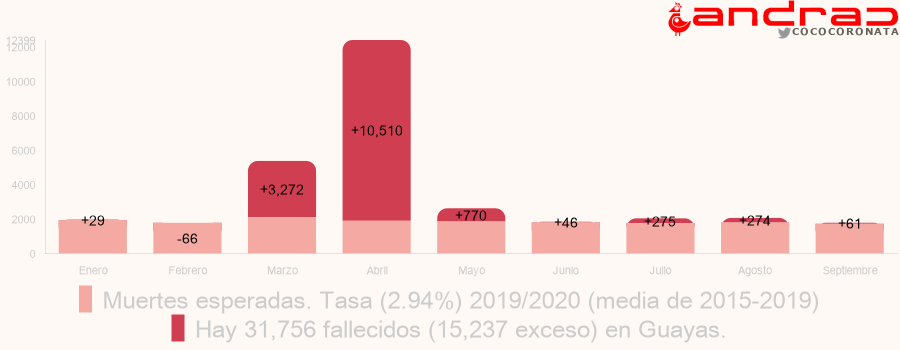 andrac
COCOCORONATA
12399
12000
10000
8000
6000
4000
2000
0
+29
-66
+3,272
+10,510
+770
+46
+275
+274
+61
Enero
Febrero
Marzo
Abril
Mayo
Junio
Julio
Agosto
Septiembre
Muertes esperadas. Tasa (2.94%) 2019/2020 (media de 2015-2019)
Hay 31,756 fallecidos (15,237 exceso) en Guayas.